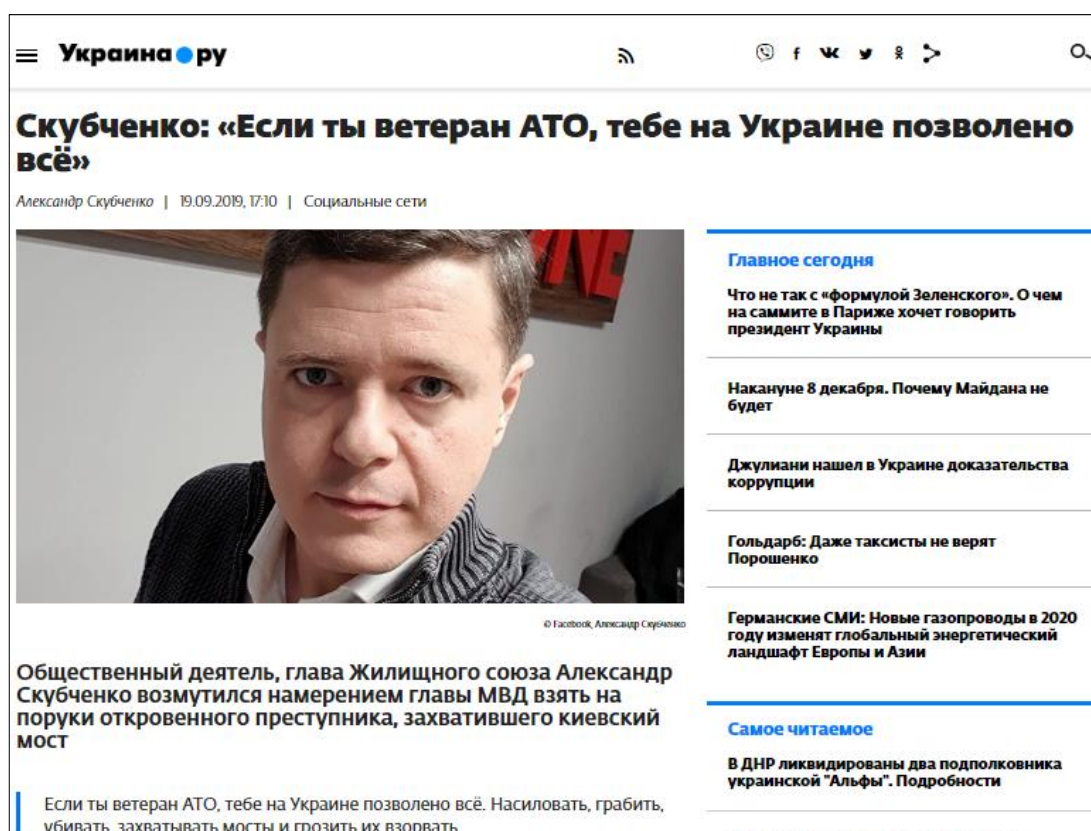 Украина ру
Скубченко: «Если ты ветеран АТО, тебе на Украине позволено
всё»
Александр Скубченко | 19.09.2019, 17:10 | Социальные сети
NE
© Facebook, Александр Скубченко
Общественный деятель, глава Жилищного союза Александр
Скубченко возмутился намерением главы МВД взять на
поруки откровенного преступника, захватившего киевский
мост
Если ты ветеран АТО, тебе на Украине позволено всё. Насиловать, грабить,
убивать, захватывать мосты и грозить их взорвать
Главное сегодня
Что не так с «формулой Зеленского». О чем
на саммите в Париже хочет говорить
президент Украины
Накануне 8 декабря. Почему Майдана не
будет
Джулиани нашел в Украине доказательства
коррупции
Гольдарб: Даже таксисты не верят
Порошенко
Германские СМИ: Новые газопроводы в 2020
году изменят глобальный энергетический
ландшафт Европы и Азии
Самое читаемое
В ДНР ликвидированы два подполковника
украинской "Альфы". Подробности